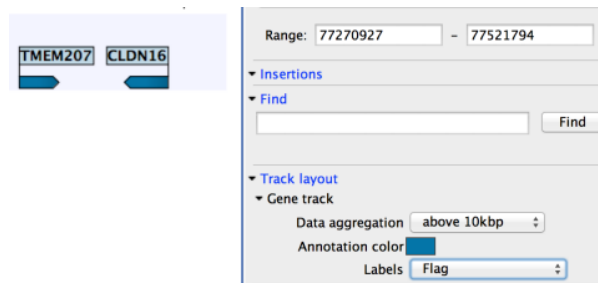 TMEM207 CLDN16
Range: 77270927 - 77521794
Insertions
Find
Find
Track layout
Gene track
Data aggregation above 10kbp
Annotation color
Labels Flag